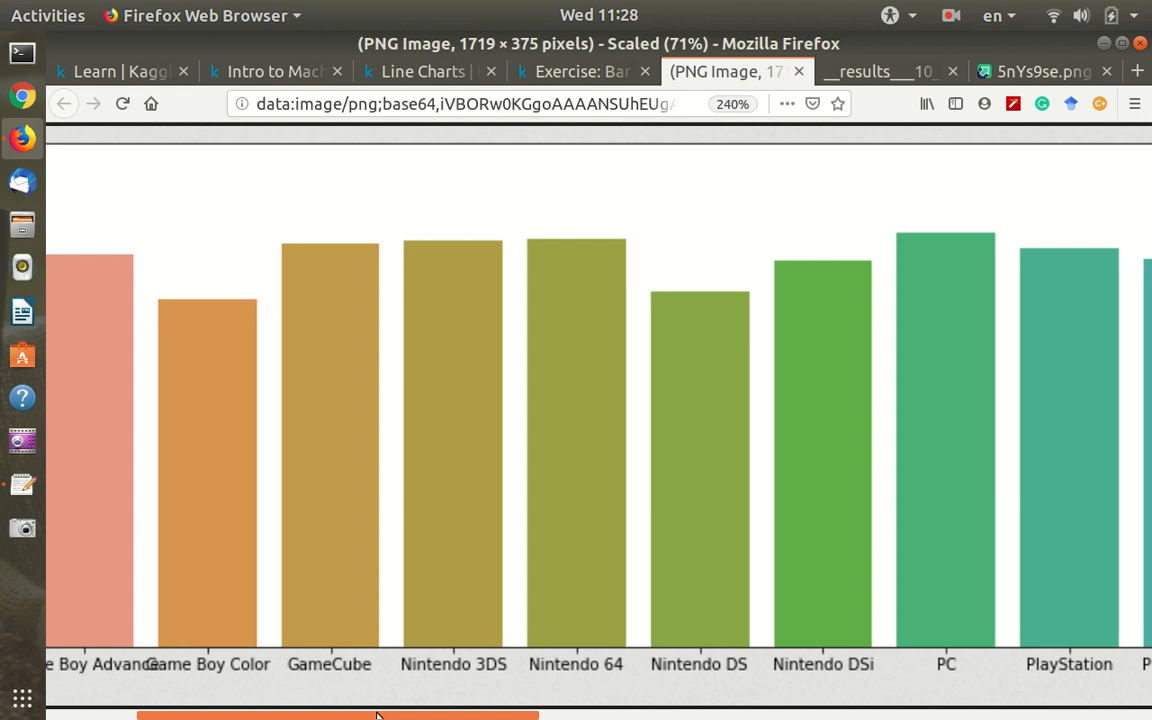 Activities Firefox Web Browser Wed 11:28 en
(PNG Image, 1719 × 375 pixels) - Scaled (71%) - Mozilla Firefox
Learn | Kaggl Intro to Mach Line Charts | Exercise: Bar (PNG Image, 17 __results___10_ 5nYs9se.png
data:image/png;base64,iVBORw0KGgoAAAANSUhEUgA 240%
e Boy Advance Game Boy Color GameCube Nintendo 3DS Nintendo 64 Nintendo DS Nintendo DSi PC PlayStation P